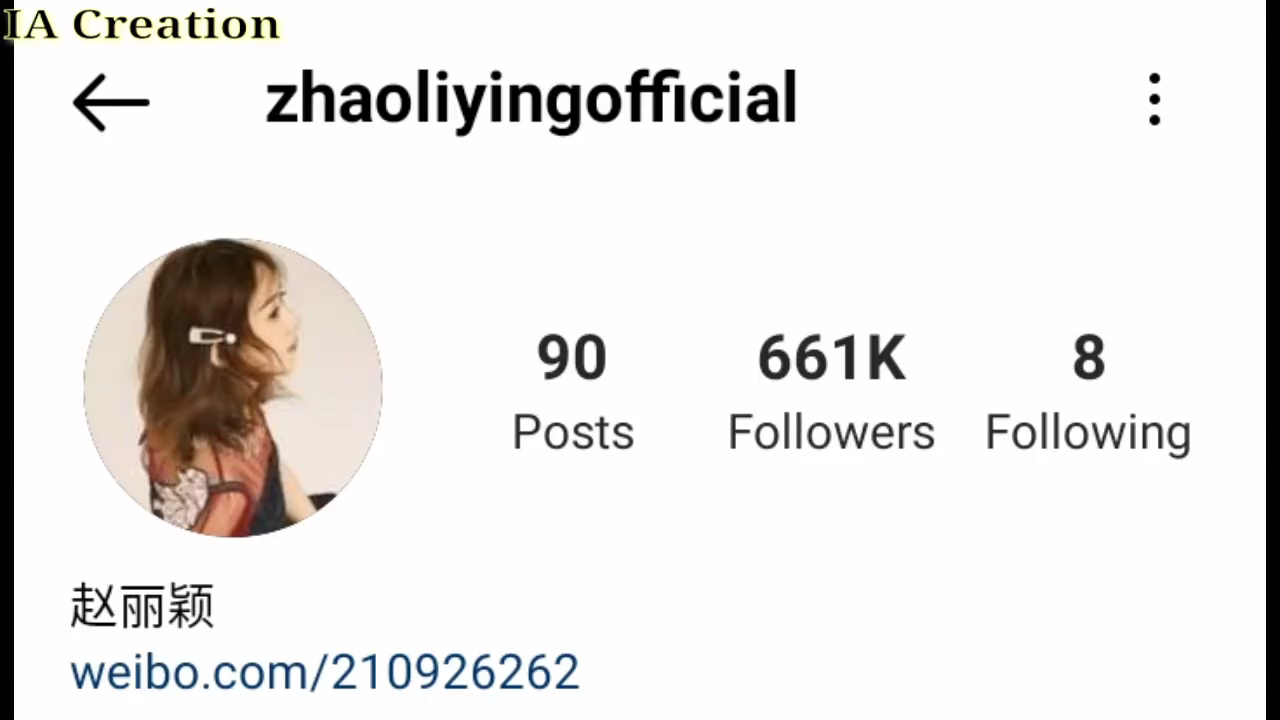 IA Creation
zhaoliyingofficial
90 661K 8
Posts Followers Following
赵丽颖
weibo.com/210926262